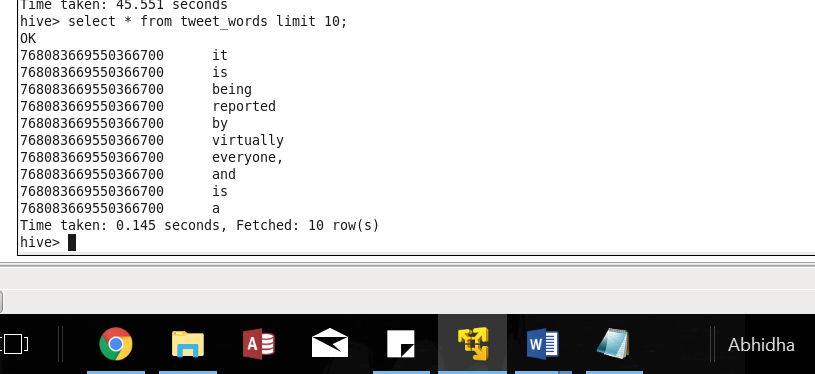 Time taken: 45.551 seconds
hive> select * from tweet_words limit 10;
OK
768083669550366700 it
768083669550366700 is
768083669550366700 being
768083669550366700 reported
768083669550366700 by
768083669550366700 virtually
768083669550366700 everyone,
768083669550366700 and
768083669550366700 is
768083669550366700 a
Time taken: 0.145 seconds, Fetched: 10 row(s)
hive>
A W Abhidha